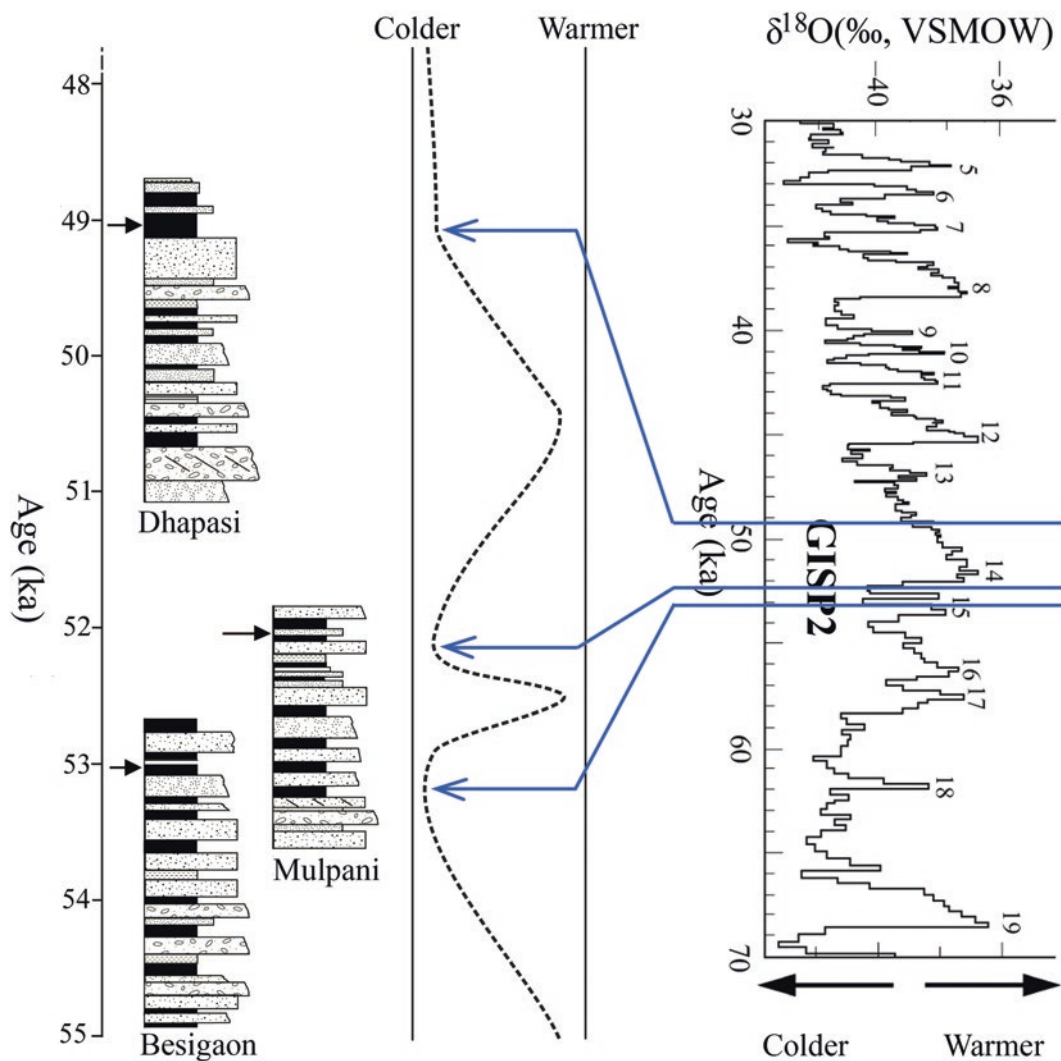 Colder
Warmer
δ¹⁸O(‰, VSMOW)
-40
-36
48
49
50
51
52
53
54
55
Age (ka)
Dhapasi
Mulpani
Besigaon
30
40
50
60
70
Age (ka)
GISP2
5
6
7
8
9
10
11
12
13
14
15
16
17
18
19
Colder
Warmer